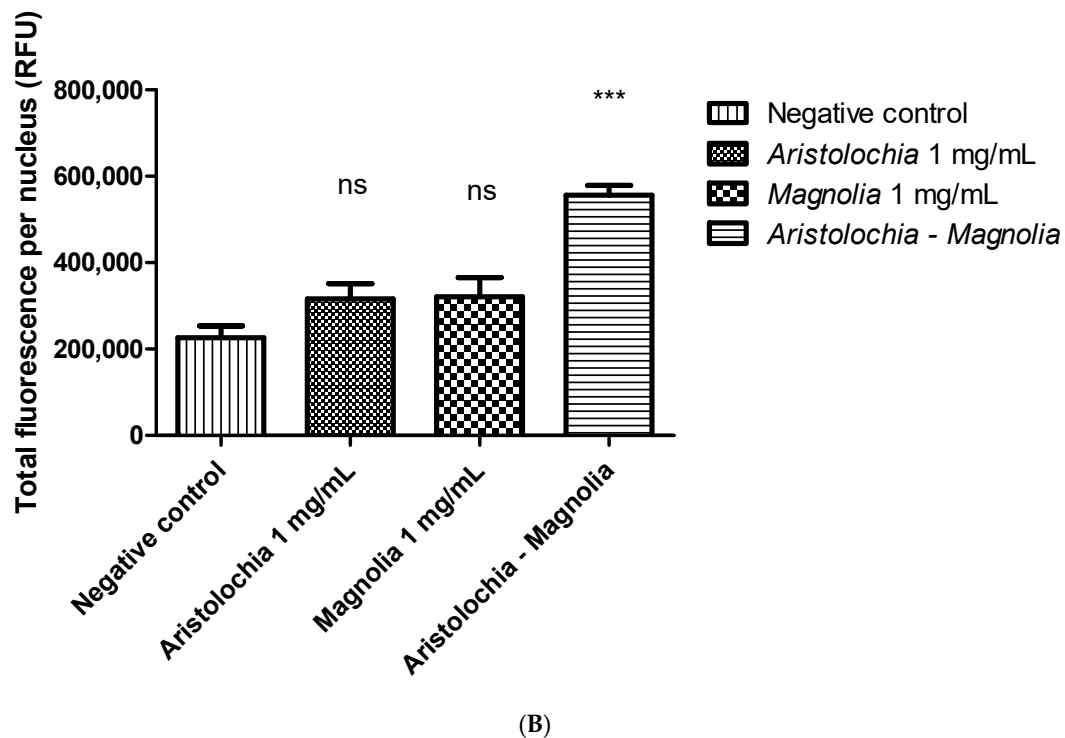 Total fluorescence per nucleus (RFU)
800,000
600,000
400,000
200,000
0
ns
ns
***
Negative control
Aristolochia 1 mg/mL
Magnolia 1 mg/mL
Aristolochia - Magnolia
Negative control
Aristolochia 1 mg/mL
Magnolia 1 mg/mL
Aristolochia - Magnolia
(B)